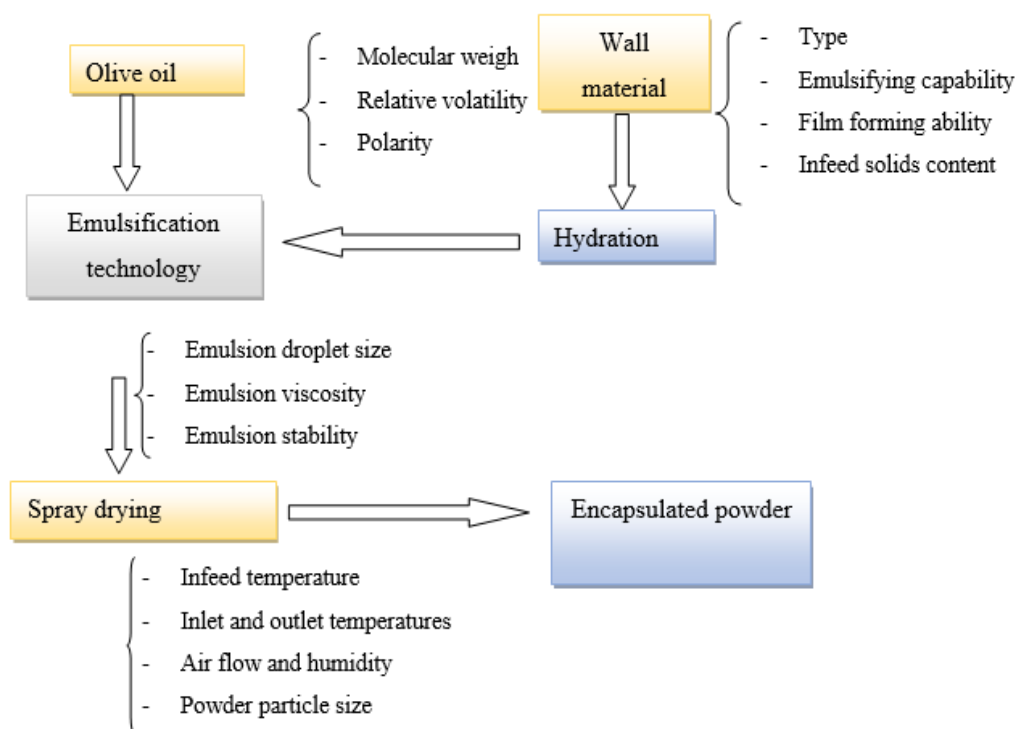 Olive oil
- Molecular weigh
- Relative volatility
- Polarity
Wall
material
- Type
- Emulsifying capability
- Film forming ability
- Infeed solids content
Emulsification
technology
Hydration
- Emulsion droplet size
- Emulsion viscosity
- Emulsion stability
Spray drying
Encapsulated powder
- Infeed temperature
- Inlet and outlet temperatures
- Air flow and humidity
- Powder particle size